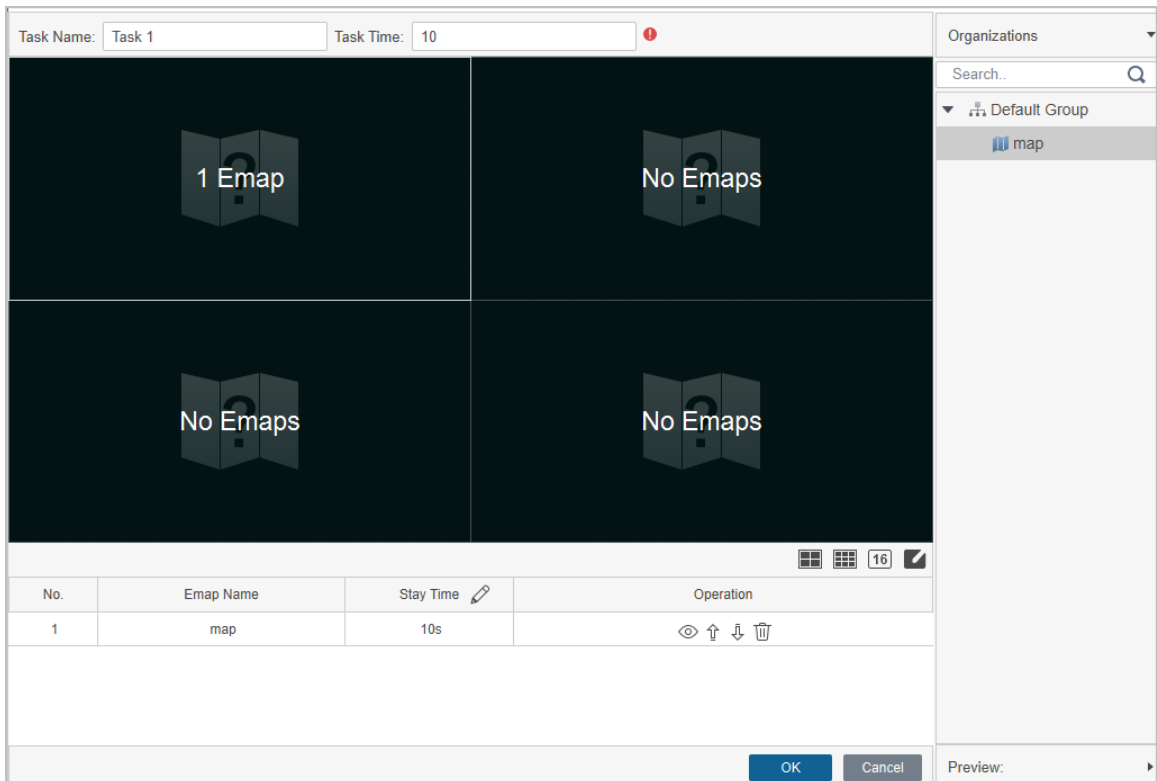 Task Name: Task 1 Task Time: 10
Organizations
Search..
Default Group
map
1 Emap
No Emaps
No Emaps
No Emaps
16
No. Emap Name Stay Time Operation
1 map 10s
OK Cancel
Preview: